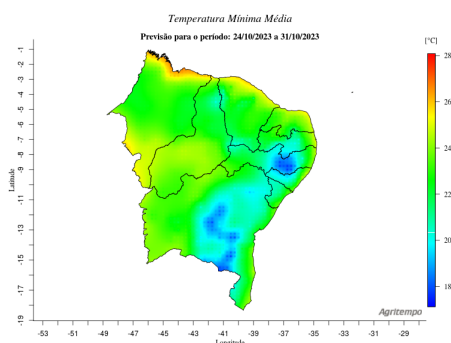 Temperatura Mínima Média
Previsão para o período: 24/10/2023 a 31/10/2023
[°C]
28
26
24
22
20
18
-1
-2
-3
-4
-5
-6
-7
-8
-9
-11
-13
-15
-17
-19
Latitude
Agritempo
-53 -51 -49 -47 -45 -43 -41 -39 -37 -35 -33 -31 -29
Longitude